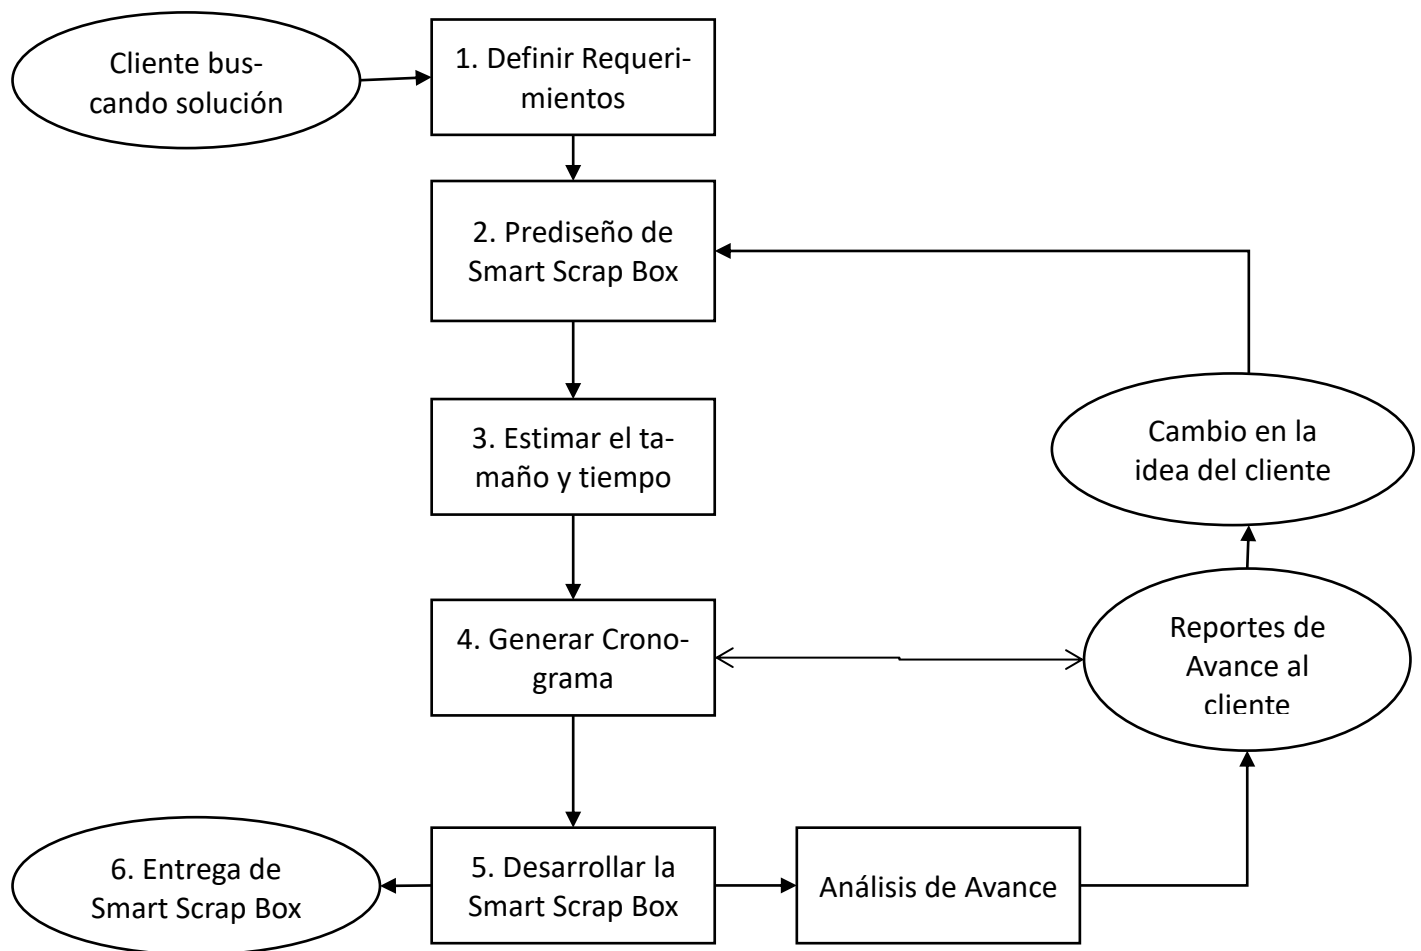 Cliente bus-
cando solución
1. Definir Requeri-
mientos
2. Prediseño de
Smart Scrap Box
3. Estimar el ta-
maño y tiempo
Cambio en la
idea del cliente
4. Generar Crono-
grama
Reportes de
Avance al
cliente
6. Entrega de
Smart Scrap Box
5. Desarrollar la
Smart Scrap Box
Análisis de Avance